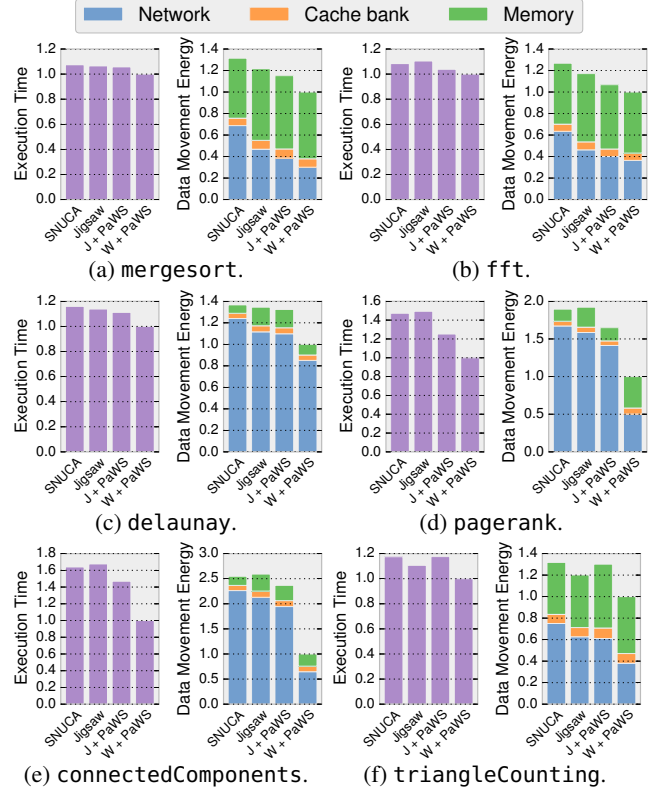 Network Cache bank Memory
Execution Time
1.2
1.0
0.8
0.6
0.4
0.2
0.0
SNUCA Jigsaw J + PaWS W + PaWS
Data Movement Energy
1.4
1.2
1.0
0.8
0.6
0.4
0.2
0.0
SNUCA Jigsaw J + PaWS W + PaWS
(a) mergesort.
Execution Time
1.2
1.0
0.8
0.6
0.4
0.2
0.0
SNUCA Jigsaw J + PaWS W + PaWS
Data Movement Energy
1.4
1.2
1.0
0.8
0.6
0.4
0.2
0.0
SNUCA Jigsaw J + PaWS W + PaWS
(b) fft.
Execution Time
1.2
1.0
0.8
0.6
0.4
0.2
0.0
SNUCA Jigsaw J + PaWS W + PaWS
Data Movement Energy
1.4
1.2
1.0
0.8
0.6
0.4
0.2
0.0
SNUCA Jigsaw J + PaWS W + PaWS
(c) delaunay.
Execution Time
1.6
1.4
1.2
1.0
0.8
0.6
0.4
0.2
0.0
SNUCA Jigsaw J + PaWS W + PaWS
Data Movement Energy
2.0
1.5
1.0
0.5
0.0
SNUCA Jigsaw J + PaWS W + PaWS
(d) pagerank.
Execution Time
1.8
1.6
1.4
1.2
1.0
0.8
0.6
0.4
0.2
0.0
SNUCA Jigsaw J + PaWS W + PaWS
Data Movement Energy
3.0
2.5
2.0
1.5
1.0
0.5
0.0
SNUCA Jigsaw J + PaWS W + PaWS
(e) connectedComponents.
Execution Time
1.2
1.0
0.8
0.6
0.4
0.2
0.0
SNUCA Jigsaw J + PaWS W + PaWS
Data Movement Energy
1.4
1.2
1.0
0.8
0.6
0.4
0.2
0.0
SNUCA Jigsaw J + PaWS W + PaWS
(f) triangleCounting.